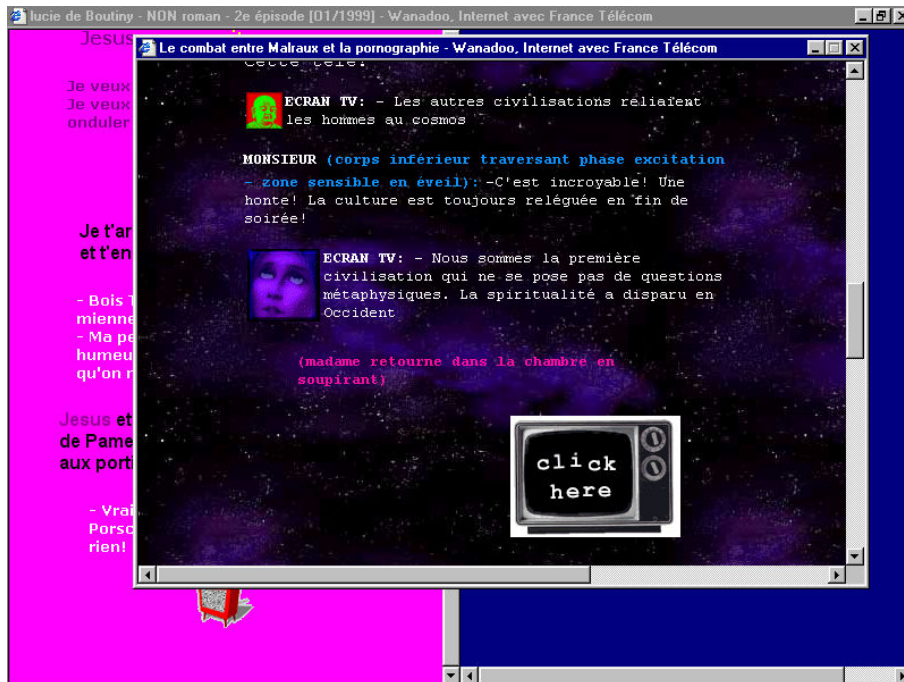 lucie de Boutiny - NON roman - 2e épisode [01/1999] - Wanadoo, Internet avec France Télécom
Jesus
Je veux
Je veux
onduler
Je t'ar
et t'en
- Bois T
mienne
- Ma pe
humeu
qu'on r
Jesus et
de Pame
aux porti
- Vrai
Porsc
rien!
Le combat entre Malraux et la pornographie - Wanadoo, Internet avec France Télécom
Cette télé!
ECRAN TV: - Les autres civilisations reliaient
les hommes au cosmos
MONSIEUR (corps inférieur traversant phase excitation
- zone sensible en éveil): -C'est incroyable! Une
honte! La culture est toujours reléguée en fin de
soirée!
ECRAN TV: - Nous sommes la première
civilisation qui ne se pose pas de questions
métaphysiques. La spiritualité a disparu en
Occident
(madame retourne dans la chambre en
soupirant)
click
here